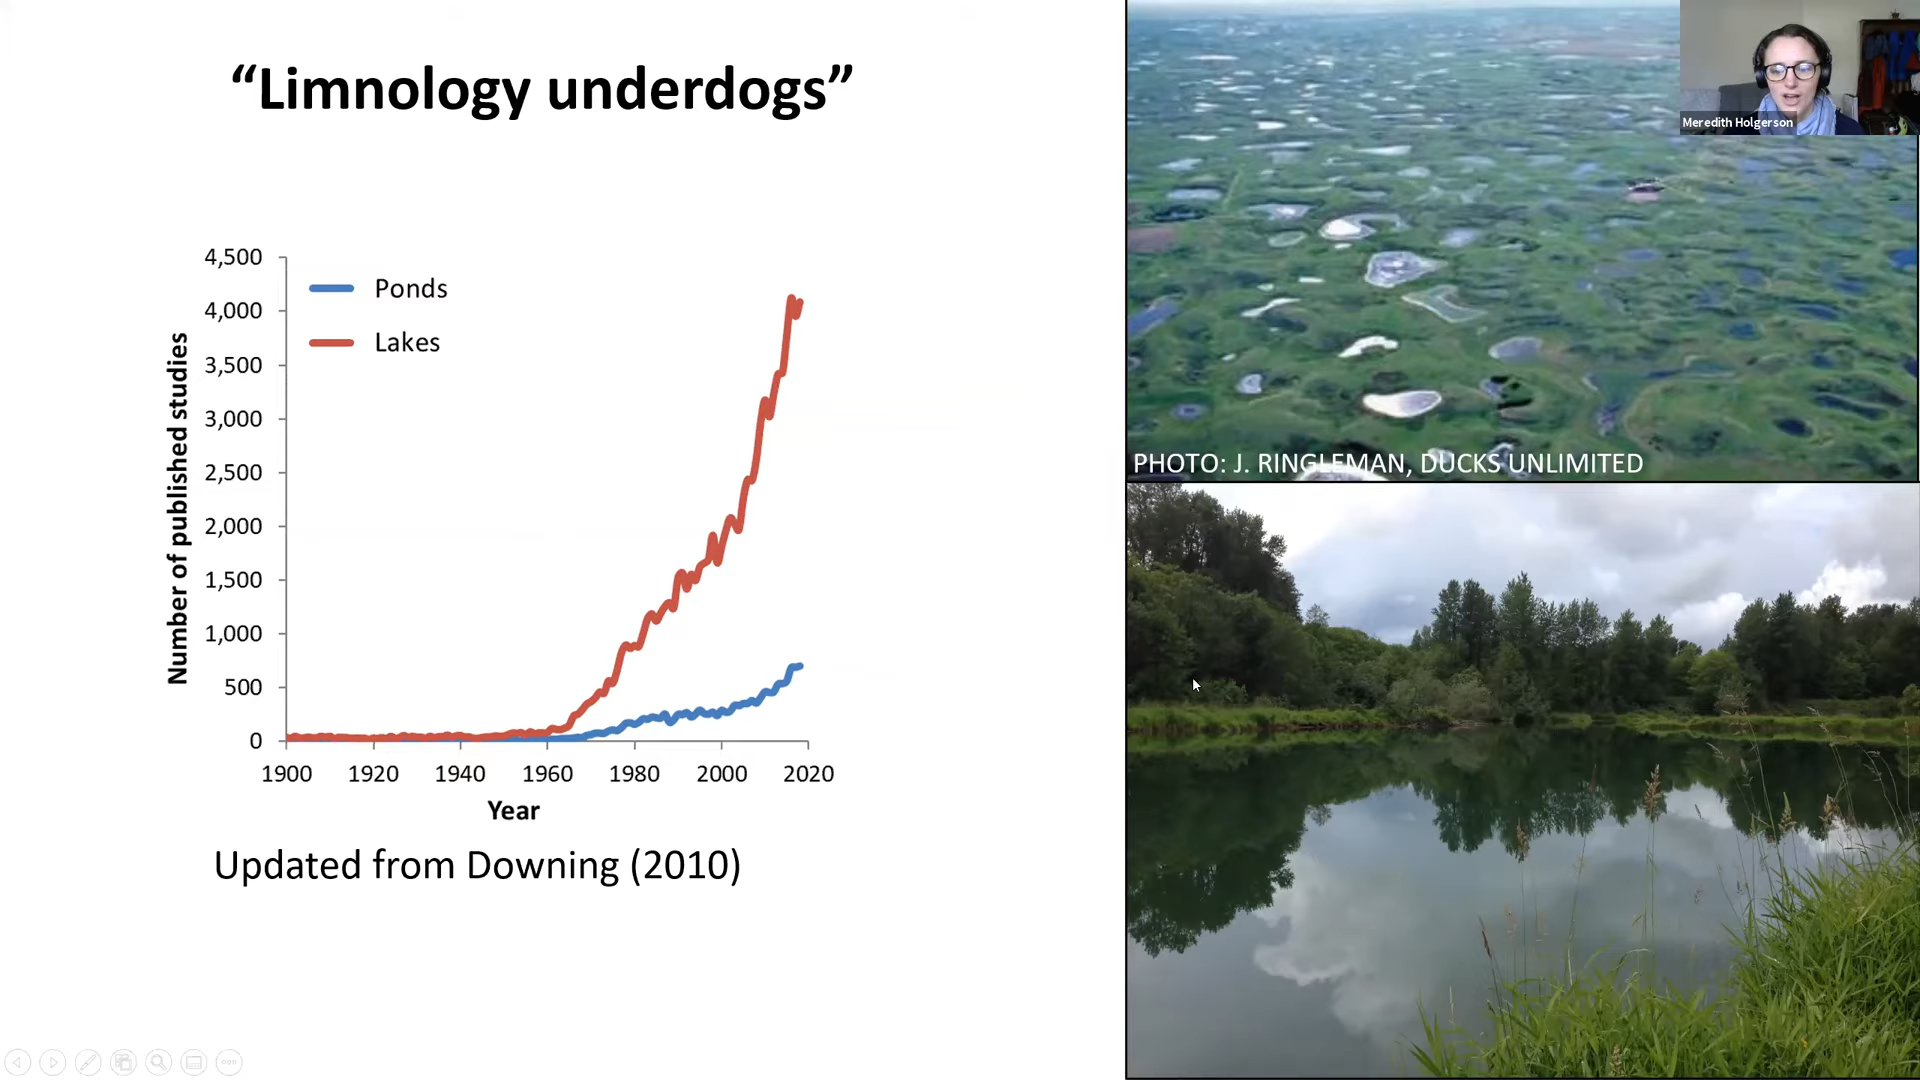 “Limnology underdogs”
Number of published studies
4,500
4,000
3,500
3,000
2,500
2,000
1,500
1,000
500
0
Ponds
Lakes
1900 1920 1940 1960 1980 2000 2020
Year
Updated from Downing (2010)
Meredith Holgerson
PHOTO: J. RINGLEMAN, DUCKS UNLIMITED